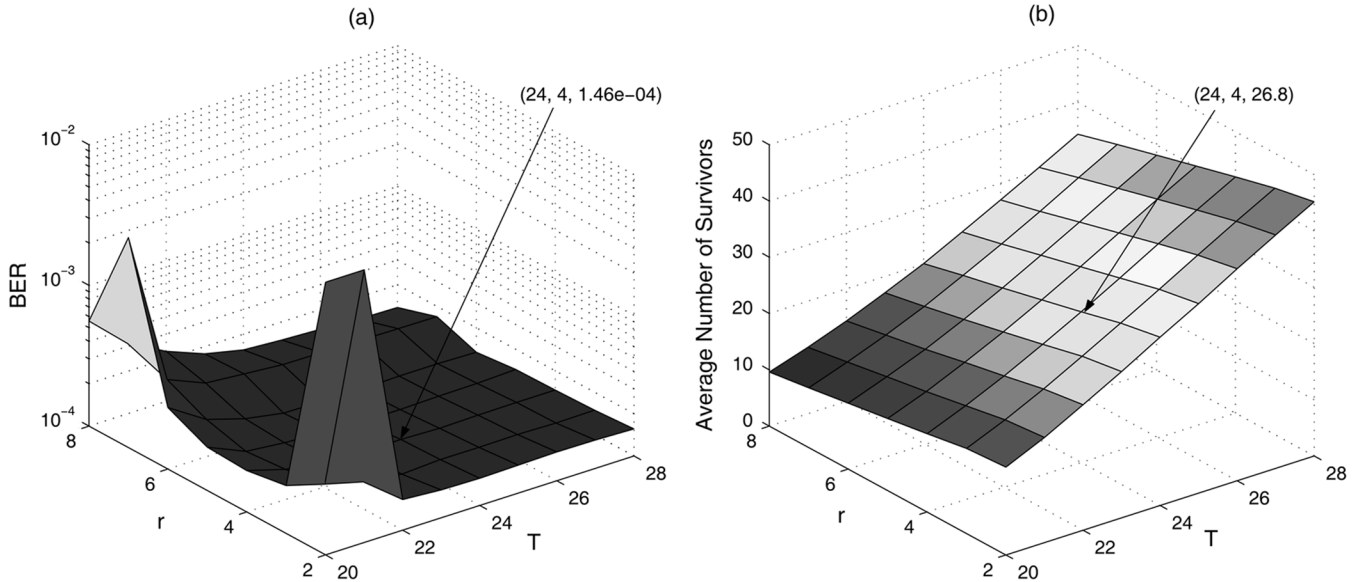 (a)
(24, 4, 1.46e−04)
BER
10⁻²
10⁻³
10⁻⁴
8
6
4
2
r
20
22
24
26
28
T
(b)
(24, 4, 26.8)
Average Number of Survivors
50
40
30
20
10
0
8
6
4
2
r
20
22
24
26
28
T